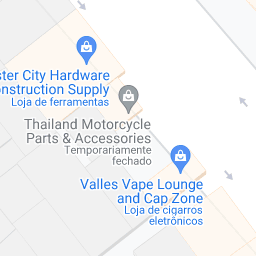 ster City Hardware
onstruction Supply
Loja de ferramentas
Thailand Motorcycle
Parts & Accessories
Temporariamente
fechado
Valles Vape Lounge
and Cap Zone
Loja de cigarros
eletrônicos